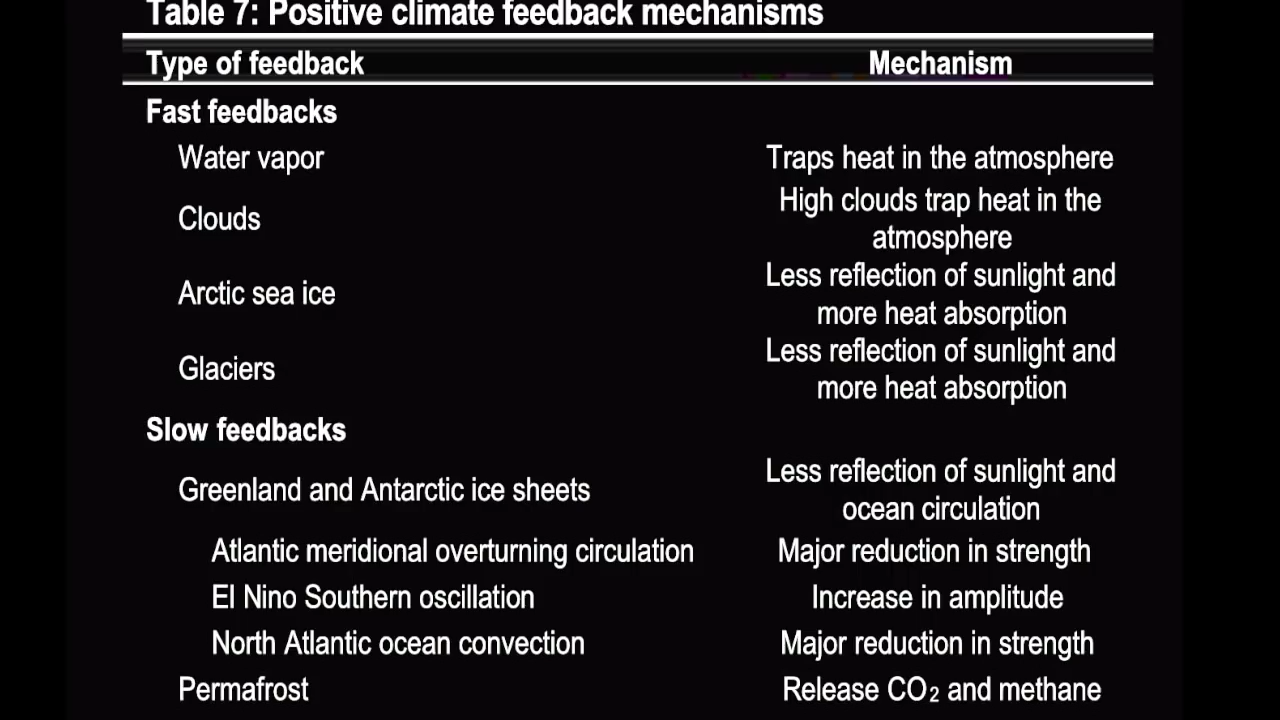 Table 7: Positive climate feedback mechanisms
Type of feedback Mechanism
Fast feedbacks
Water vapor Traps heat in the atmosphere
Clouds High clouds trap heat in the
atmosphere
Arctic sea ice Less reflection of sunlight and
more heat absorption
Glaciers Less reflection of sunlight and
more heat absorption
Slow feedbacks
Greenland and Antarctic ice sheets Less reflection of sunlight and
ocean circulation
Atlantic meridional overturning circulation Major reduction in strength
El Nino Southern oscillation Increase in amplitude
North Atlantic ocean convection Major reduction in strength
Permafrost Release CO₂ and methane